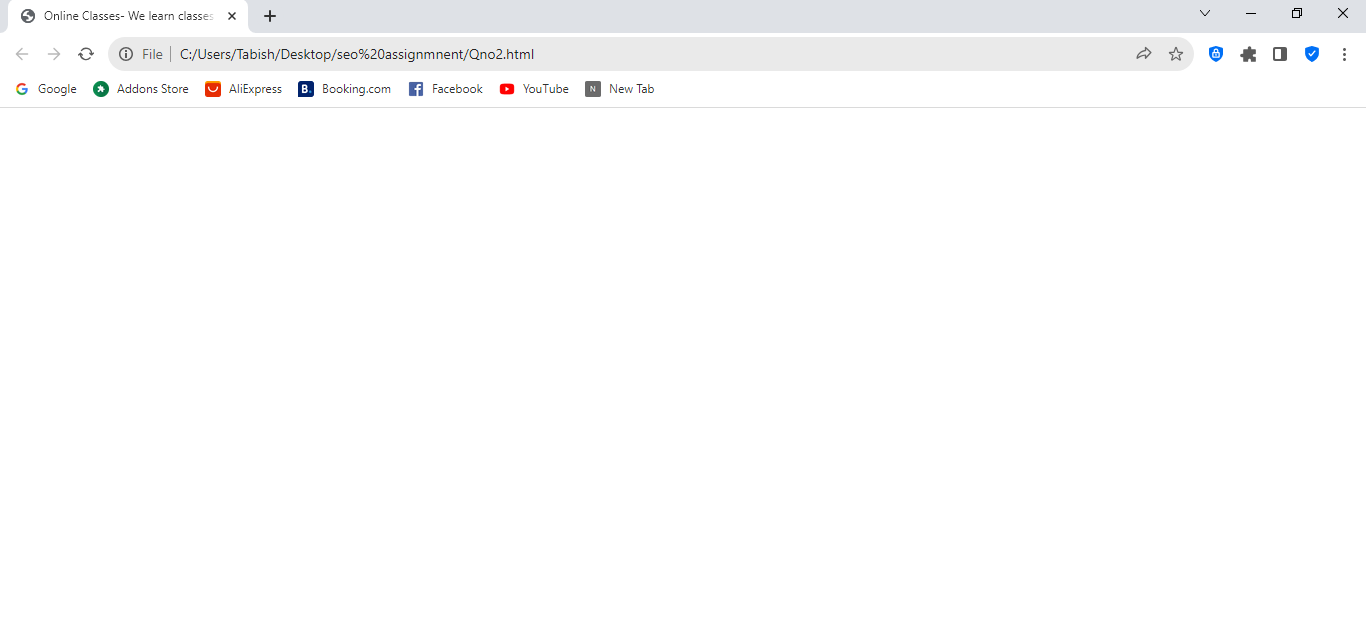 Online Classes- We learn classes
File C:/Users/Tabish/Desktop/seo%20assignmnent/Qno2.html
Google Addons Store AliExpress B. Booking.com Facebook YouTube N New Tab